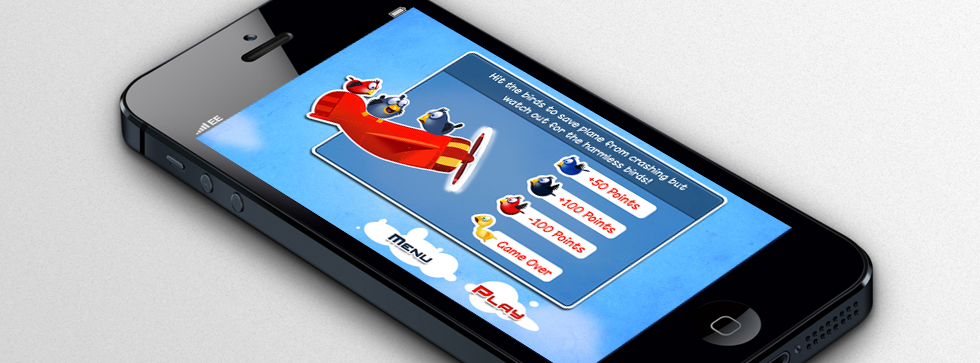 EE
Hit the birds to save plane from crashing but
watch out for the harmless birds!
+50 Points
+100 Points
-100 Points
Game Over
Menu
Play